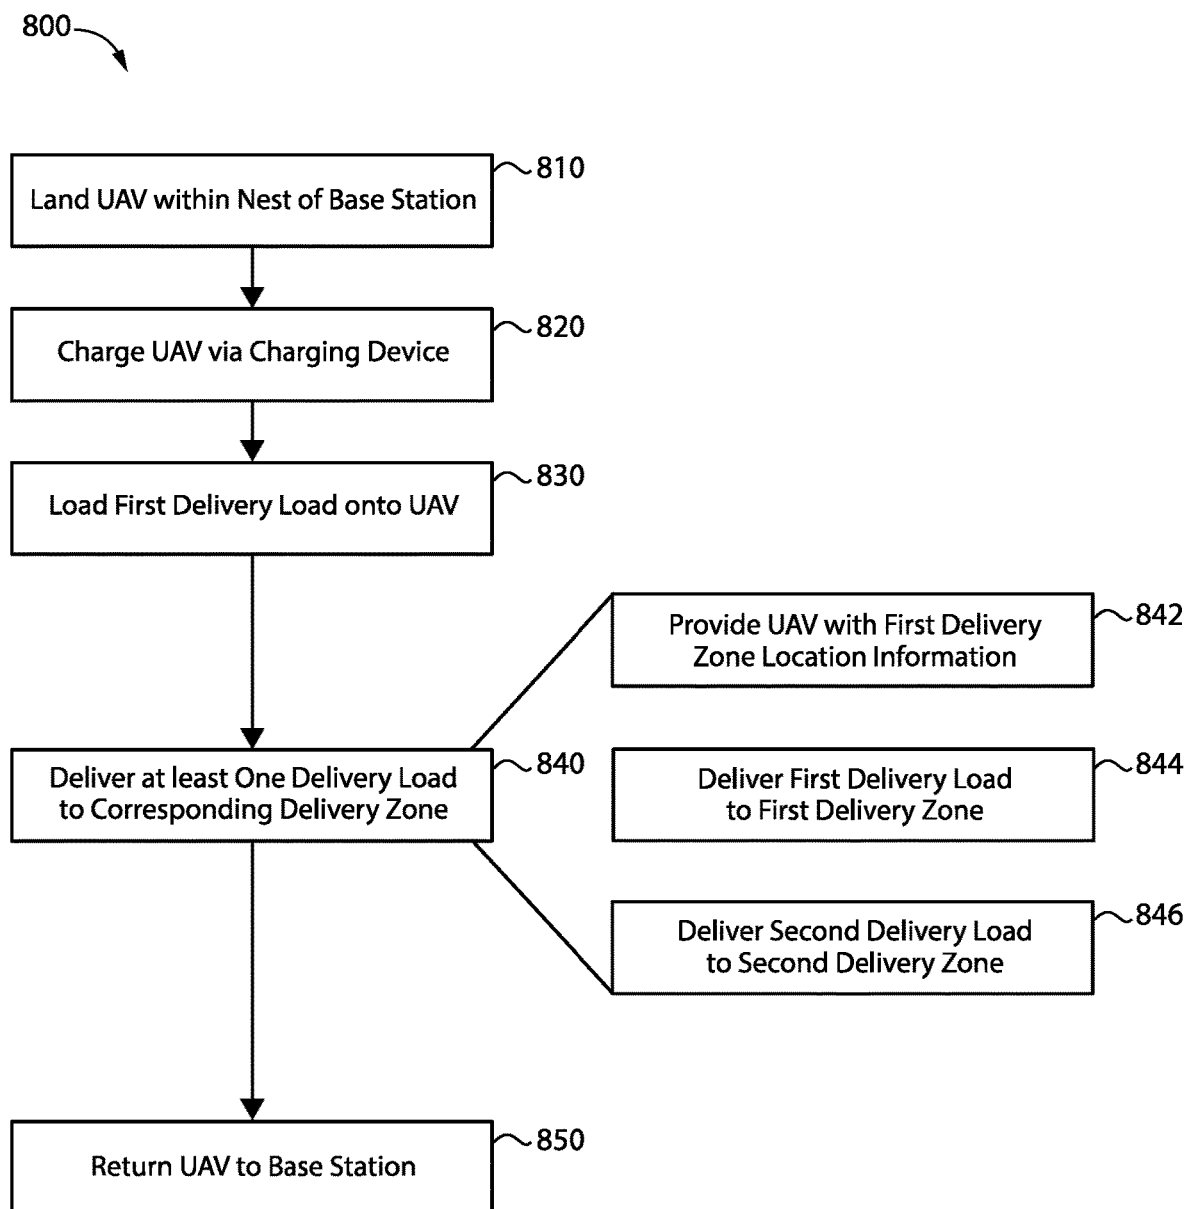 800
810
Land UAV within Nest of Base Station
820
Charge UAV via Charging Device
830
Load First Delivery Load onto UAV
840
Deliver at least One Delivery Load
to Corresponding Delivery Zone
842
Provide UAV with First Delivery
Zone Location Information
844
Deliver First Delivery Load
to First Delivery Zone
846
Deliver Second Delivery Load
to Second Delivery Zone
850
Return UAV to Base Station